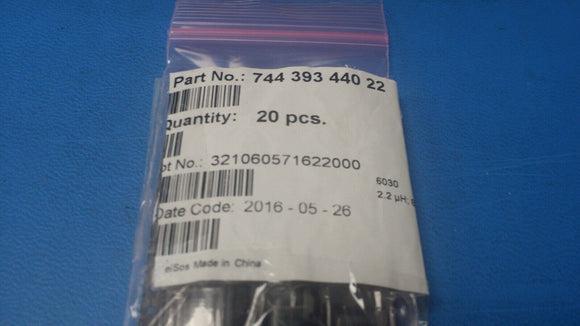 Part No.: 744 393 440 22
Quantity: 20 pcs.
ot No.: 321060571622000
6030
2.2 µH;
Date Code: 2016 - 05 - 26
eiSos Made in China